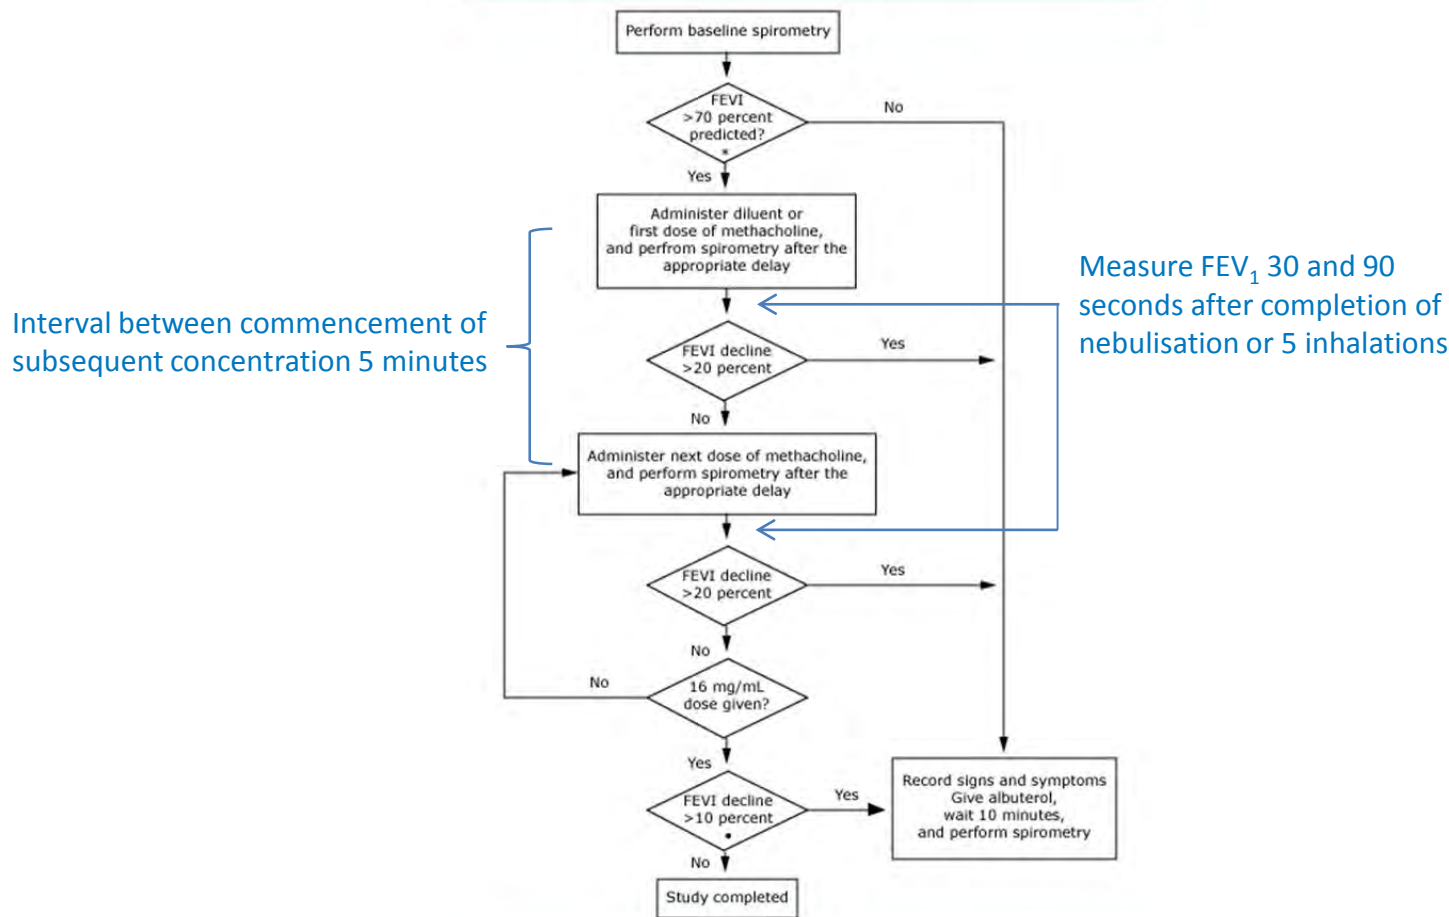 Perform baseline spirometry
FEVI
>70 percent
predicted?
*
No
Yes
Administer diluent or
first dose of methacholine,
and perfrom spirometry after the
appropriate delay
Measure FEV₁ 30 and 90
seconds after completion of
nebulisation or 5 inhalations
Interval between commencement of
subsequent concentration 5 minutes
FEVI decline
>20 percent
Yes
No
Administer next dose of methacholine,
and perform spirometry after the
appropriate delay
FEVI decline
>20 percent
Yes
No
16 mg/mL
dose given?
No
Yes
FEVI decline
>10 percent
•
Yes
Record signs and symptoms
Give albuterol,
wait 10 minutes,
and perform spirometry
No
Study completed